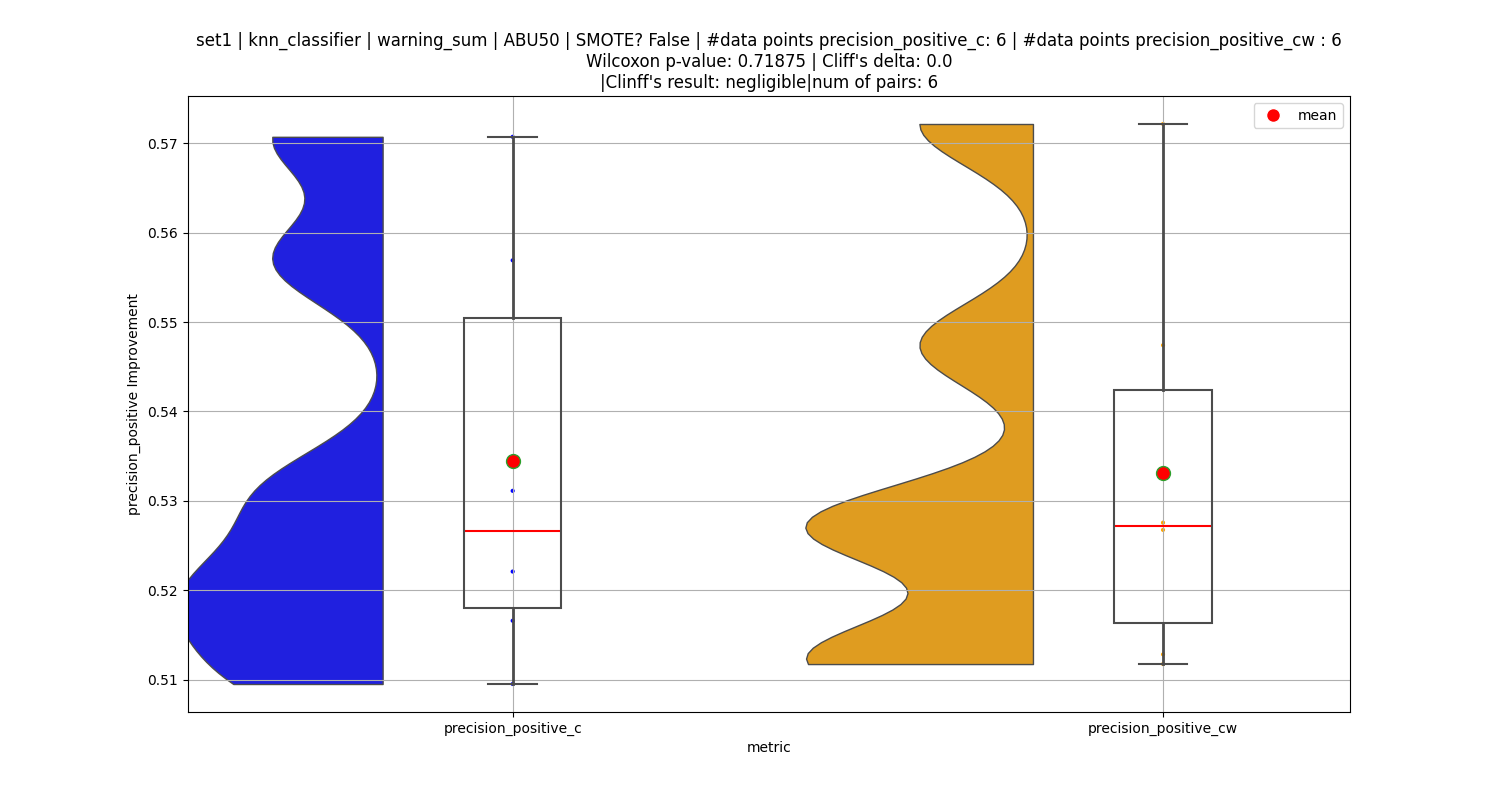 set1 | knn_classifier | warning_sum | ABU50 | SMOTE? False | #data points precision_positive_c: 6 | #data points precision_positive_cw : 6
Wilcoxon p-value: 0.71875 | Cliff's delta: 0.0
|Clinff's result: negligible|num of pairs: 6
mean
0.57
0.56
0.55
0.54
0.53
0.52
0.51
precision_positive Improvement
precision_positive_c
precision_positive_cw
metric